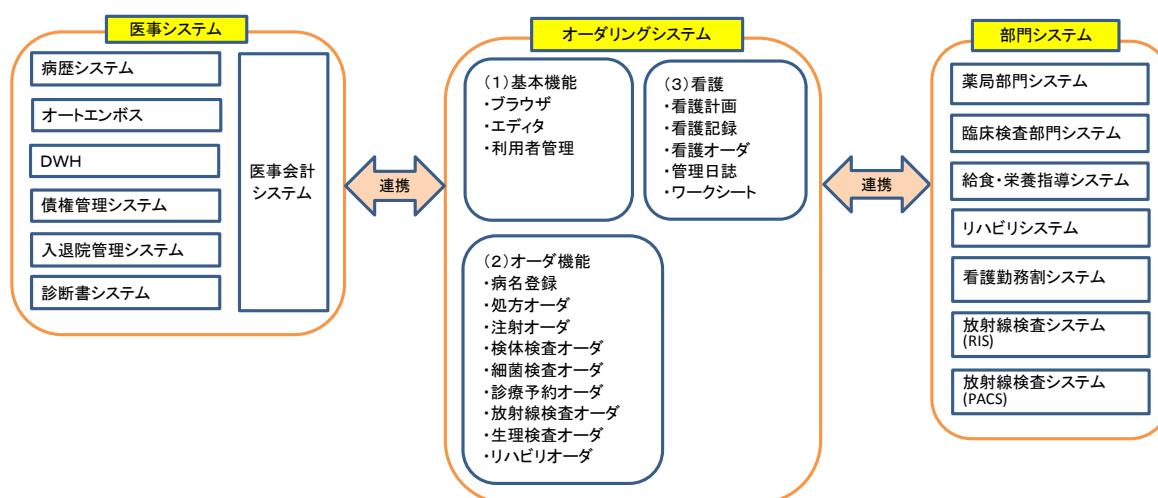 医事システム
病歴システム
オートエンボス
DWH
債権管理システム
入退院管理システム
診断書システム
医事会計
システム
連携
オーダリングシステム
(1)基本機能
・ブラウザ
・エディタ
・利用者管理
(3)看護
・看護計画
・看護記録
・看護オーダ
・管理日誌
・ワークシート
(2)オーダ機能
・病名登録
・処方オーダ
・注射オーダ
・検体検査オーダ
・細菌検査オーダ
・診療予約オーダ
・放射線検査オーダ
・生理検査オーダ
・リハビリオーダ
連携
部門システム
薬局部門システム
臨床検査部門システム
給食・栄養指導システム
リハビリシステム
看護勤務割システム
放射線検査システム
(RIS)
放射線検査システム
(PACS)